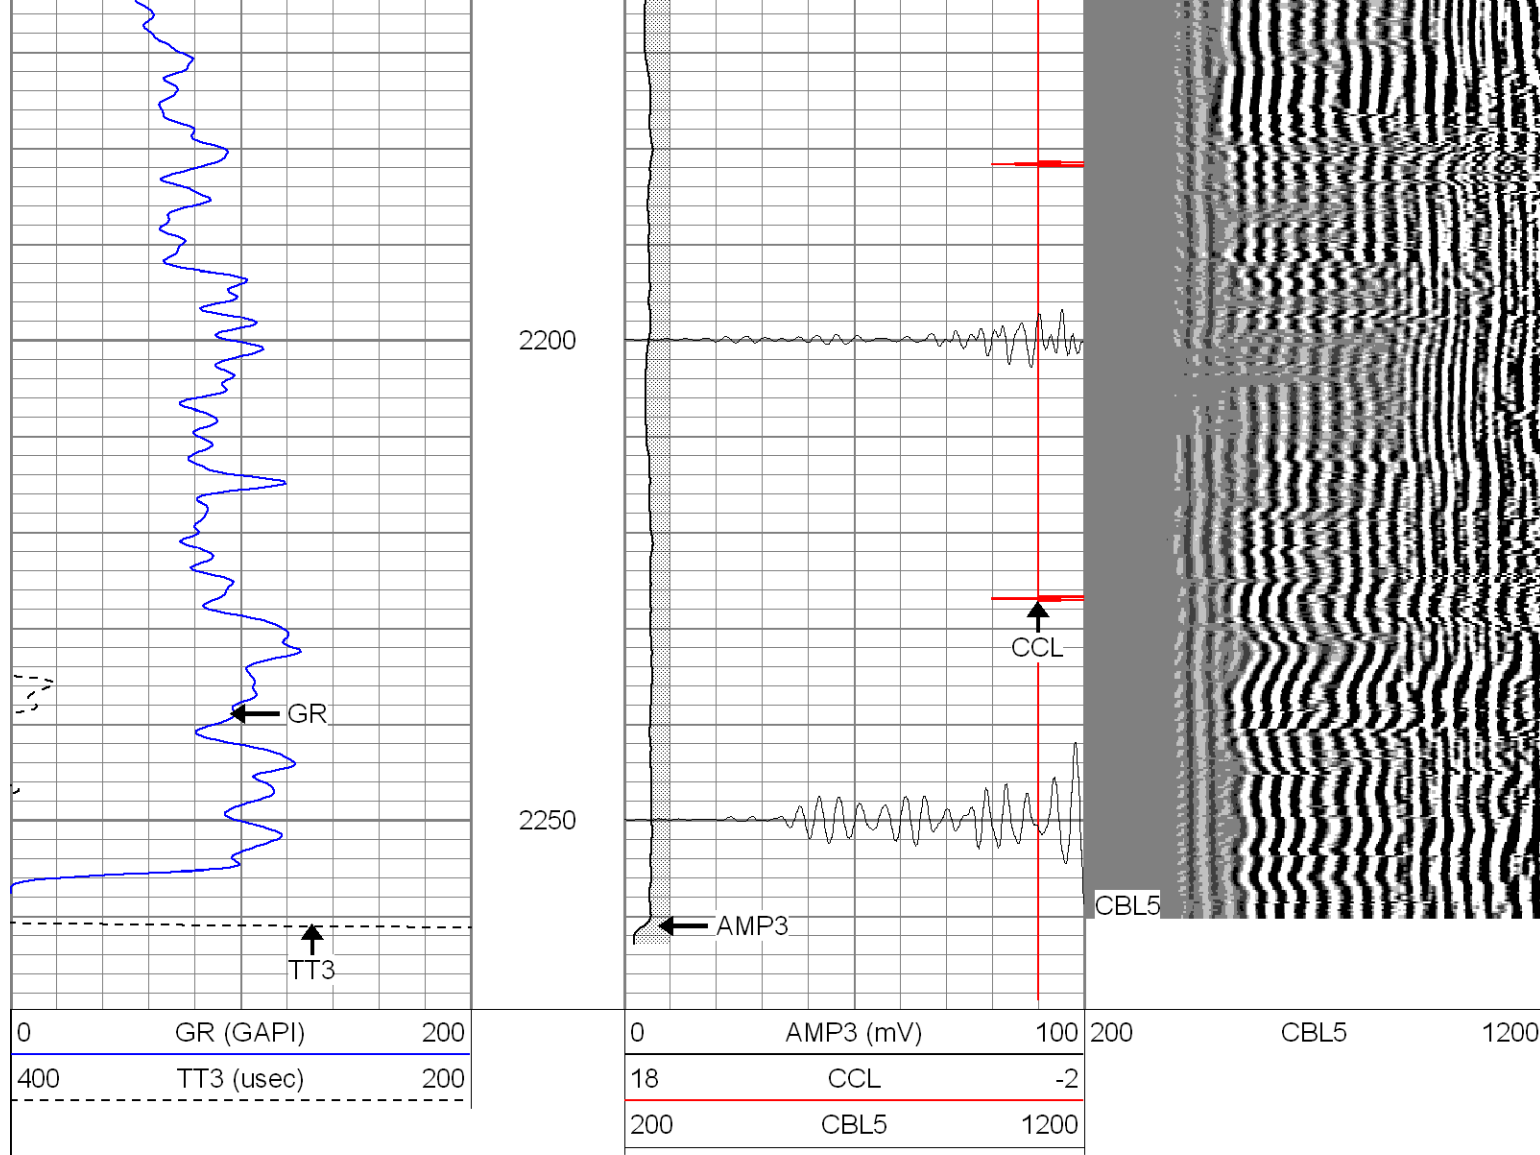 2200
CCL
GR
2250
CBL5
AMP3
TT3
0 GR (GAPI) 200 0 AMP3 (mV) 100 200 CBL5 1200
400 TT3 (usec) 200 18 CCL -2
200 CBL5 1200